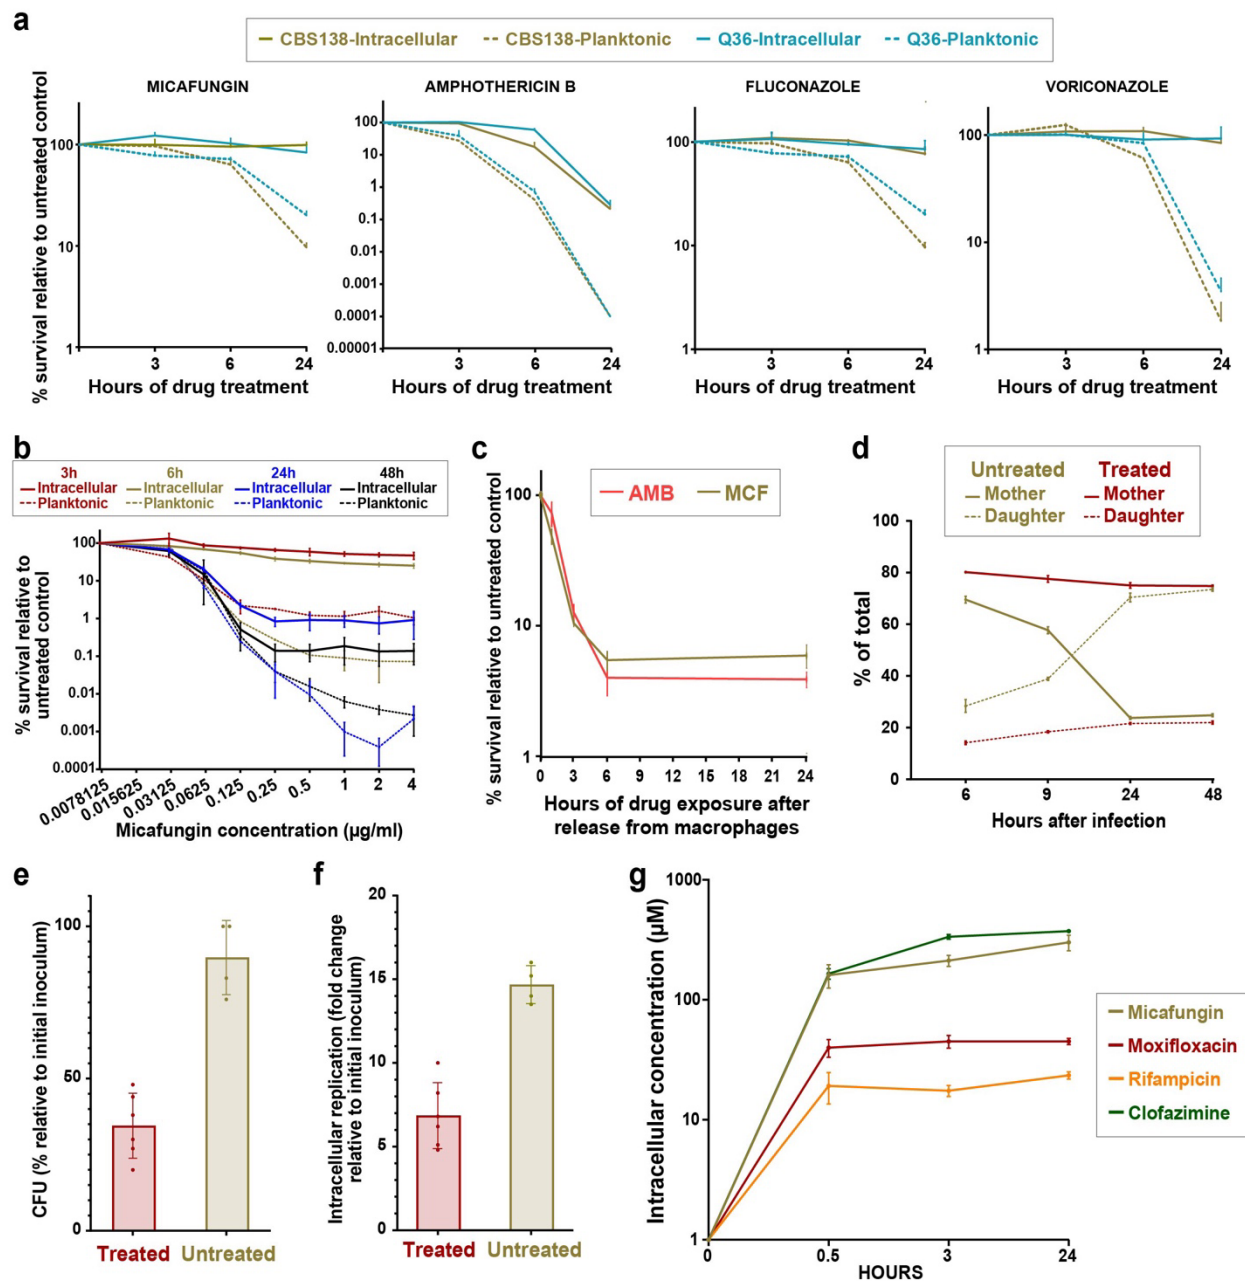 a
CBS138-Intracellular CBS138-Planktonic Q36-Intracellular Q36-Planktonic
MICAFUNGIN
AMPHOTHERICIN B
FLUCONAZOLE
VORICONAZOLE
% survival relative to untreated control
100
10
1
3 6 24
Hours of drug treatment
100
10
1
0.1
0.01
0.001
0.0001
0.00001
3 6 24
Hours of drug treatment
100
10
1
3 6 24
Hours of drug treatment
100
10
1
3 6 24
Hours of drug treatment
b
3h 6h 24h 48h
Intracellular Intracellular Intracellular Intracellular
Planktonic Planktonic Planktonic Planktonic
% survival relative to
untreated control
100
10
1
0.1
0.01
0.001
0.0001
0.0078125 0.015625 0.03125 0.0625 0.125 0.25 0.5 1 2 4
Micafungin concentration (µg/ml)
c
AMB MCF
% survival relative to untreated control
100
10
1
0 3 6 9 12 15 18 21 24
Hours of drug exposure after
release from macrophages
d
Untreated Treated
Mother Mother
Daughter Daughter
% of total
100
80
60
40
20
0
6 9 24 48
Hours after infection
e
CFU (% relative to initial inoculum)
100
50
0
Treated Untreated
f
Intracellular replication (fold change
relative to initial inoculum)
20
15
10
5
0
Treated Untreated
g
Intracellular concentration (µM)
1000
100
10
1
0 0.5 3 24
HOURS
Micafungin
Moxifloxacin
Rifampicin
Clofazimine